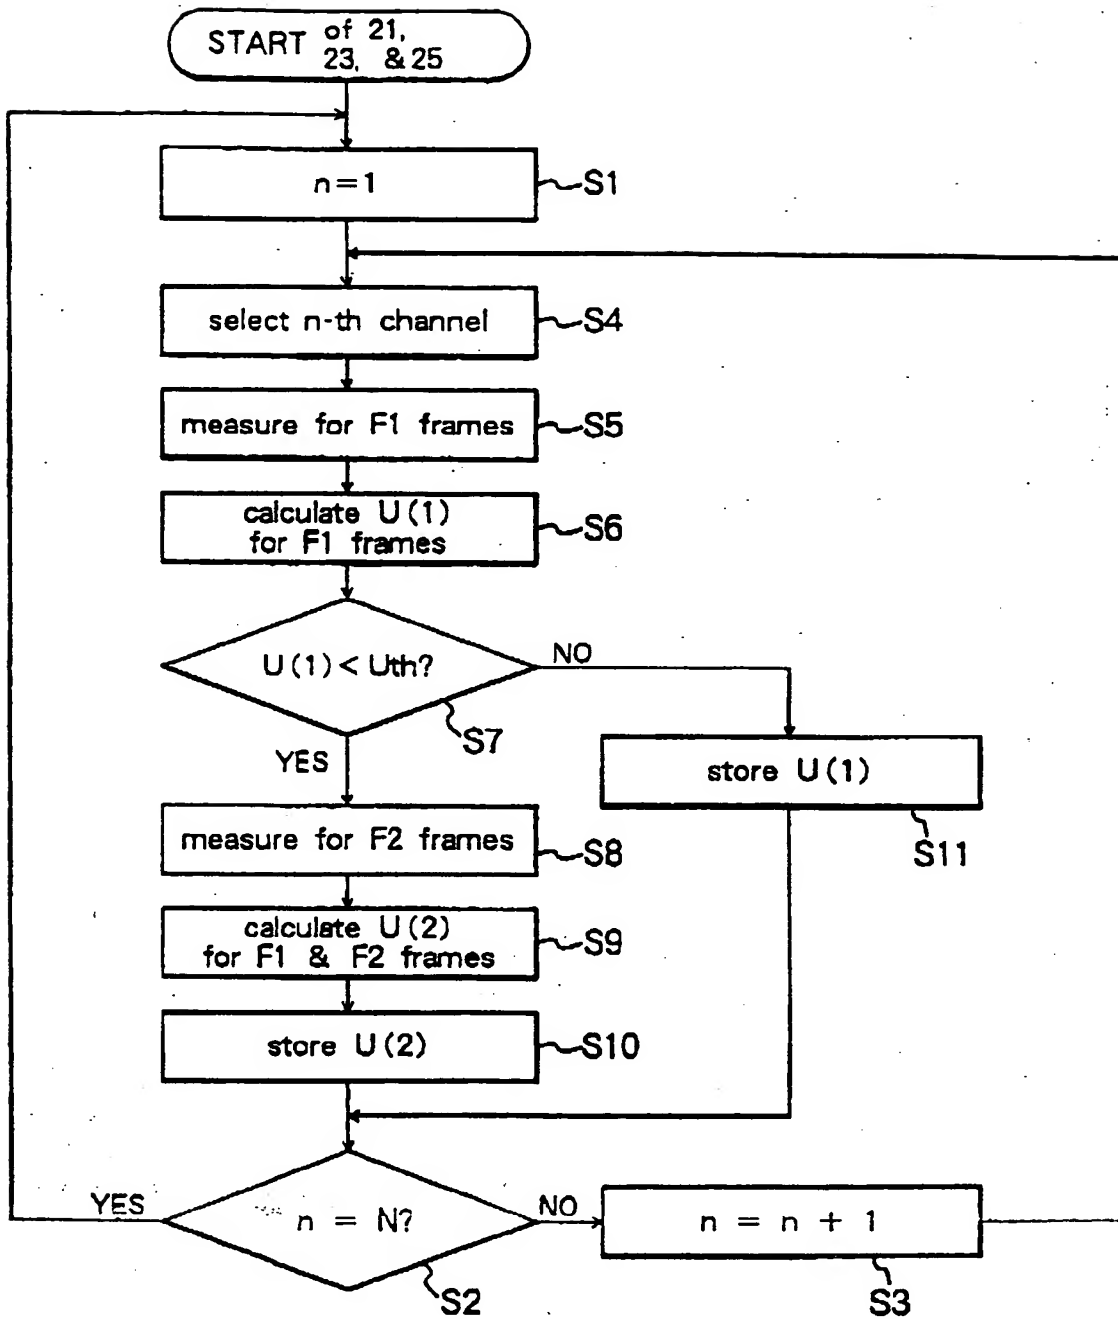 START of 21,
23, &25
n=1
S1
select n-th channel
S4
measure for F1 frames
S5
calculate U(1)
for F1 frames
S6
U(1) < Uth?
NO
S7
YES
store U(1)
S11
measure for F2 frames
S8
calculate U(2)
for F1 & F2 frames
S9
store U(2)
S10
YES
n = N?
NO
n = n + 1
S2
S3